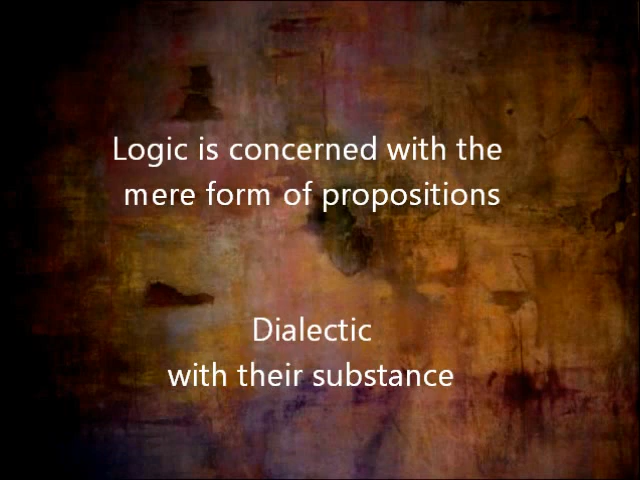 Logic is concerned with the
mere form of propositions
Dialectic
with their substance